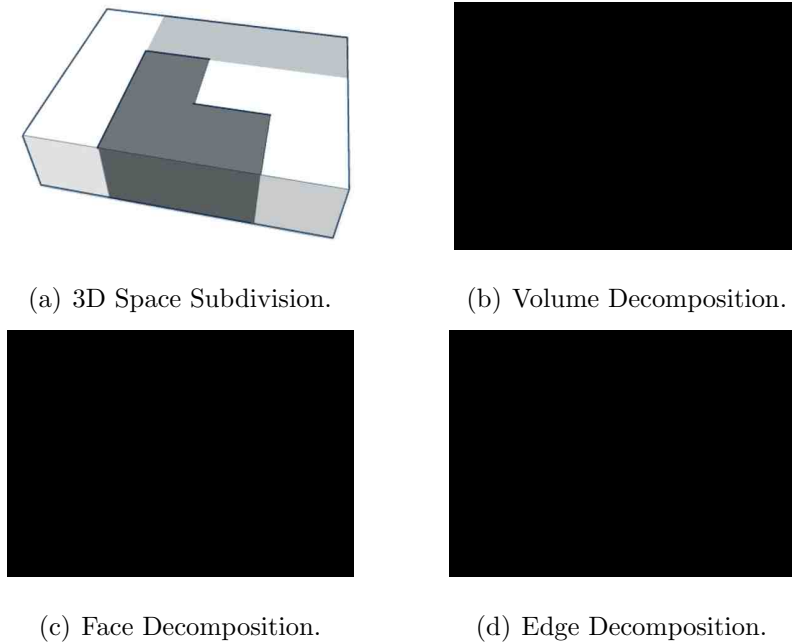 (a) 3D Space Subdivision.
(b) Volume Decomposition.
(c) Face Decomposition.
(d) Edge Decomposition.